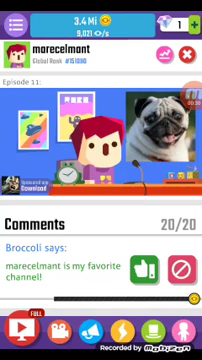 3.4 Mi
9,021 /s
1
marecelmant
Global Rank #151080
Episode 11:
Download
Comments 20/20
Broccoli says:
marecelmant is my favorite
channel!
FULL
Recorded by Mobizen